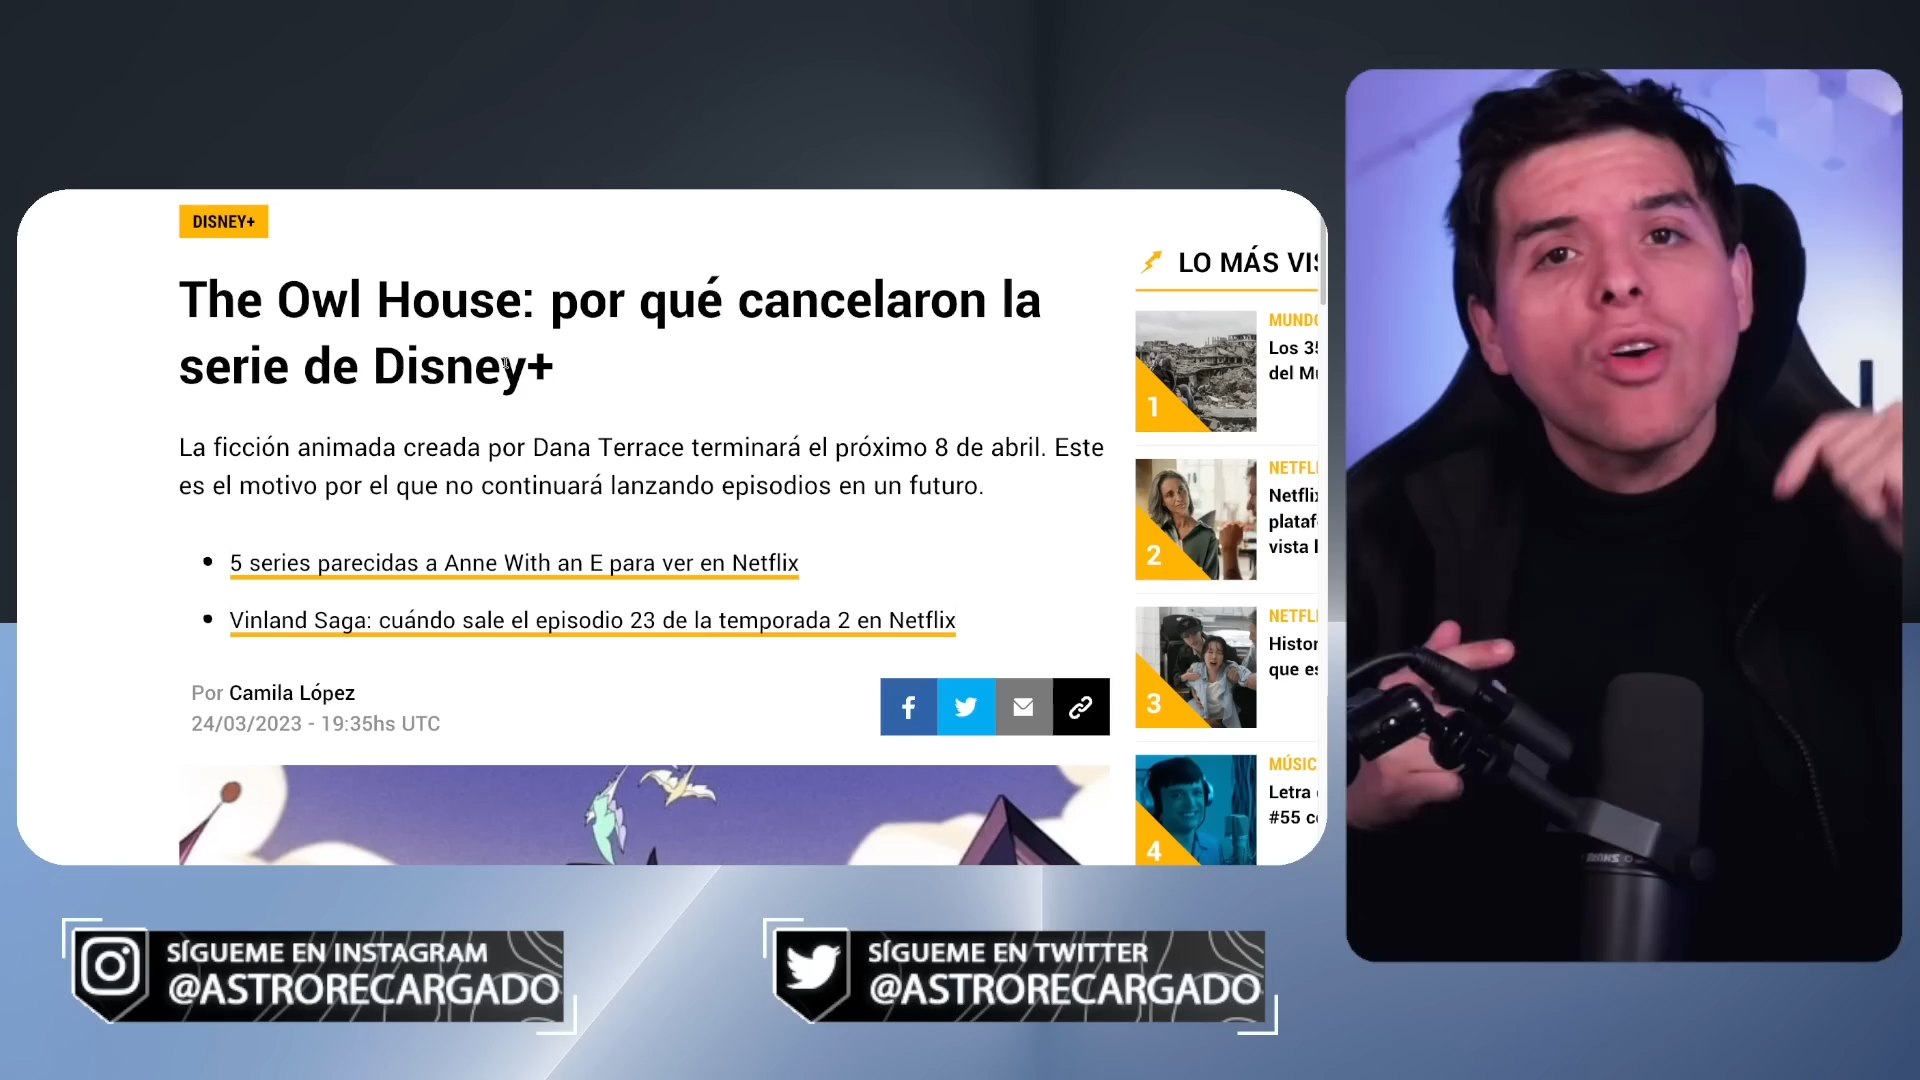 DISNEY+
The Owl House: por qué cancelaron la
serie de Disney+
La ficción animada creada por Dana Terrace terminará el próximo 8 de abril. Este
es el motivo por el que no continuará lanzando episodios en un futuro.
5 series parecidas a Anne With an E para ver en Netflix
Vinland Saga: cuándo sale el episodio 23 de la temporada 2 en Netflix
Por Camila López
24/03/2023 - 19:35hs UTC
LO MÁS
1
Los
2
3
que
4
Letra
#55
SÍGUEME EN INSTAGRAM
@ASTRORECARGADO
SÍGUEME EN TWITTER
@ASTRORECARGADO